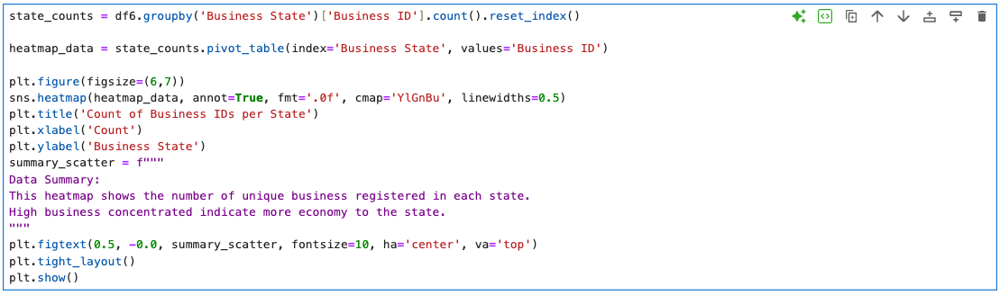 state_counts = df6.groupby('Business State')['Business ID'].count().reset_index()
heatmap_data = state_counts.pivot_table(index='Business State', values='Business ID')
plt.figure(figsize=(6,7))
sns.heatmap(heatmap_data, annot=True, fmt='.0f', cmap='YlGnBu', linewidths=0.5)
plt.title('Count of Business IDs per State')
plt.xlabel('Count')
plt.ylabel('Business State')
summary_scatter = f"""
Data Summary:
This heatmap shows the number of unique business registered in each state.
High business concentrated indicate more economy to the state.
"""
plt.figtext(0.5, -0.0, summary_scatter, fontsize=10, ha='center', va='top')
plt.tight_layout()
plt.show()